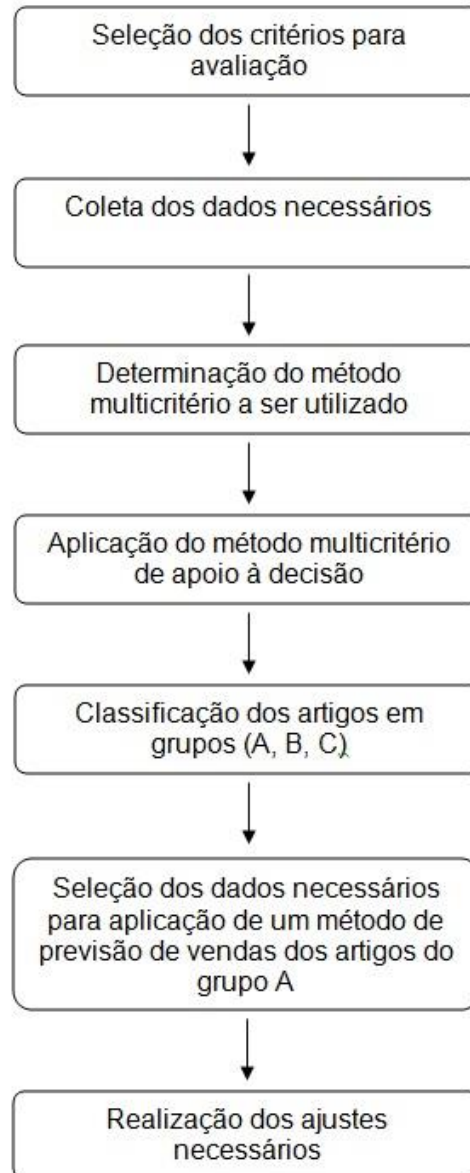 Seleção dos critérios para
avaliação
Coleta dos dados necessários
Determinação do método
multicritério a ser utilizado
Aplicação do método multicritério
de apoio à decisão
Classificação dos artigos em
grupos (A, B, C)
Seleção dos dados necessários
para aplicação de um método de
previsão de vendas dos artigos do
grupo A
Realização dos ajustes
necessários